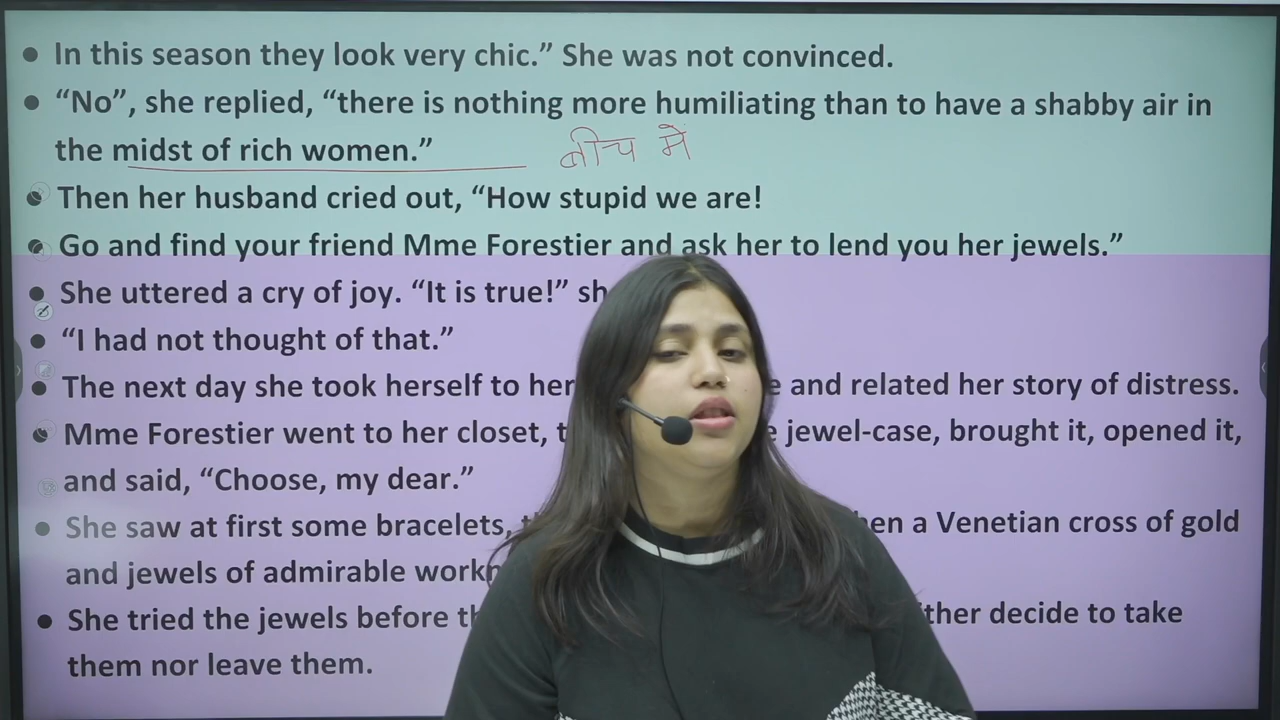 • In this season they look very chic.” She was not convinced.
• “No”, she replied, “there is nothing more humiliating than to have a shabby air in
the midst of rich women.” बीच मे
• Then her husband cried out, “How stupid we are!
• Go and find your friend Mme Forestier and ask her to lend you her jewels.”
• She uttered a cry of joy. “It is true!”
• “I had not thought of that.”
• The next day she took herself to her and related her story of distress.
• Mme Forestier went to her closet, jewel-case, brought it, opened it,
and said, “Choose, my dear.”
• She saw at first some bracelets, a Venetian cross of gold
and jewels of admirable
• She tried the jewels before decide to take
them nor leave them.